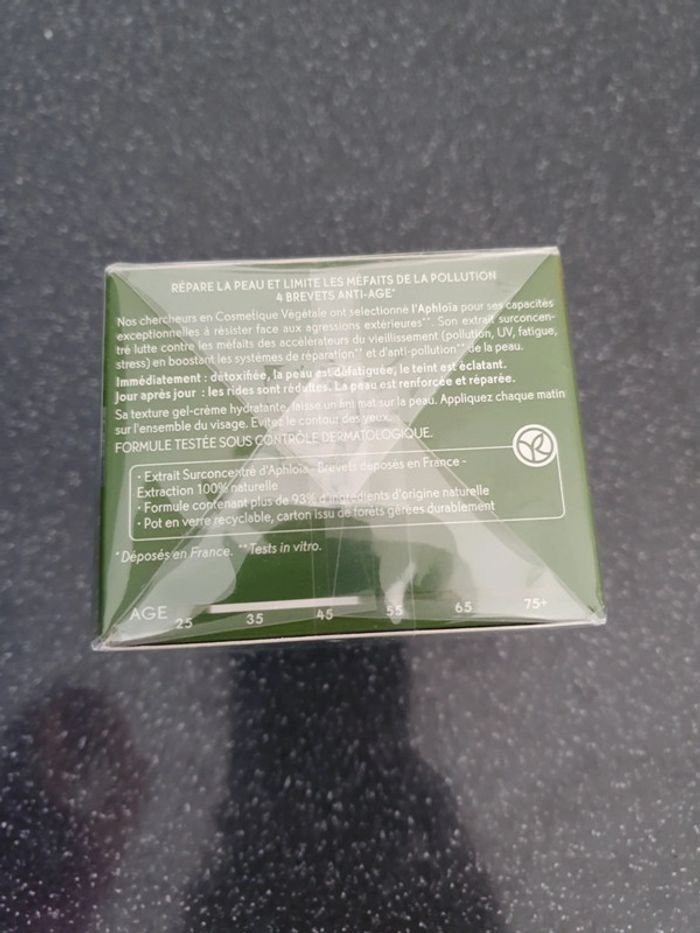 RÉPARE LA PEAU ET LIMITE LES MÉFAITS DE LA POLLUTION
4 BREVETS ANTI-AGE*
Nos chercheurs en Cosmetique Végétale ont sélectionné l'Aphloïa pour ses capacités
exceptionnelles à résister face aux agressions extérieures**. Son extrait surconcen-
tré lutte contre les méfaits des accélérateurs du vieillissement (pollution, UV, fatigue,
stress) en boostant les systèmes de réparation** et d'anti-pollution** de la peau.
Immédiatement : détoxifiée, la peau est défatiguée, le teint est éclatant.
Jour après jour : les rides sont réduites. La peau est renforcée et réparée.
Sa texture gel-crème hydratante, laisse un fini mat sur la peau. Appliquez chaque matin
sur l'ensemble du visage. Evitez le contour des yeux.
FORMULE TESTÉE SOUS CONTRÔLE DERMATOLOGIQUE.
• Extrait Surconcentré d'Aphloïa - Brevets déposés en France -
Extraction 100% naturelle
• Formule contenant plus de 93% d'ingrédients d'origine naturelle
• Pot en verre recyclable, carton issu de forêts gérées durablement
*Déposés en France. **Tests in vitro.
AGE 25 35 45 55 65 75+